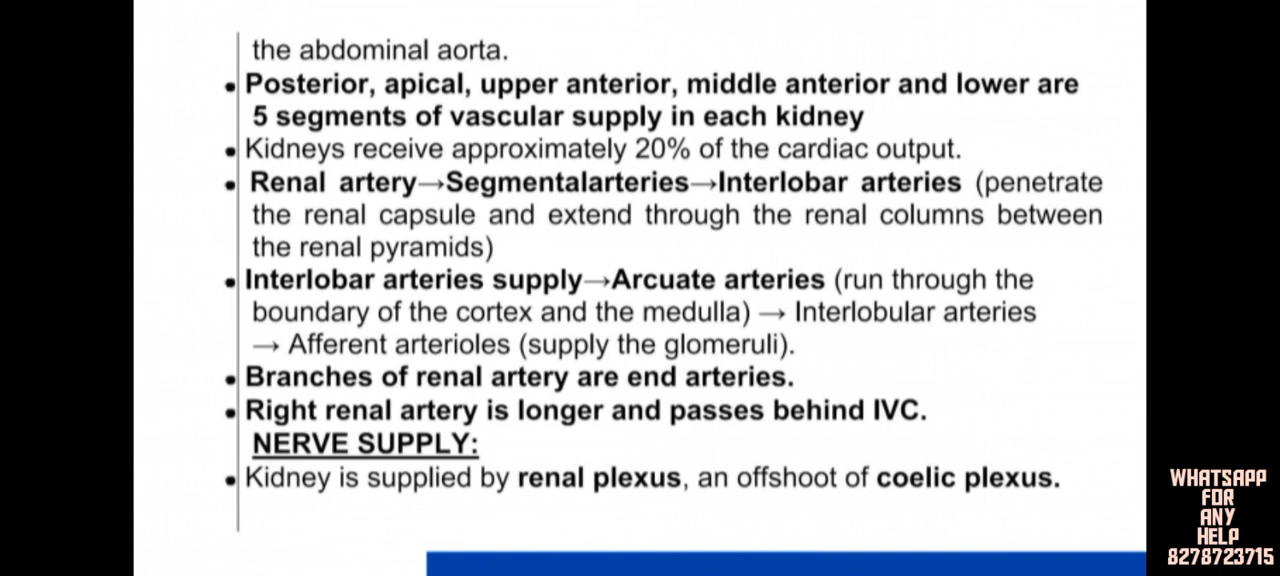 the abdominal aorta.
• Posterior, apical, upper anterior, middle anterior and lower are
5 segments of vascular supply in each kidney
• Kidneys receive approximately 20% of the cardiac output.
• Renal artery→Segmentalarteries→Interlobar arteries (penetrate
the renal capsule and extend through the renal columns between
the renal pyramids)
• Interlobar arteries supply→Arcuate arteries (run through the
boundary of the cortex and the medulla) → Interlobular arteries
→ Afferent arterioles (supply the glomeruli).
• Branches of renal artery are end arteries.
• Right renal artery is longer and passes behind IVC.
NERVE SUPPLY:
• Kidney is supplied by renal plexus, an offshoot of coelic plexus.
WHATSAPP
FOR
ANY
HELP
8278723715